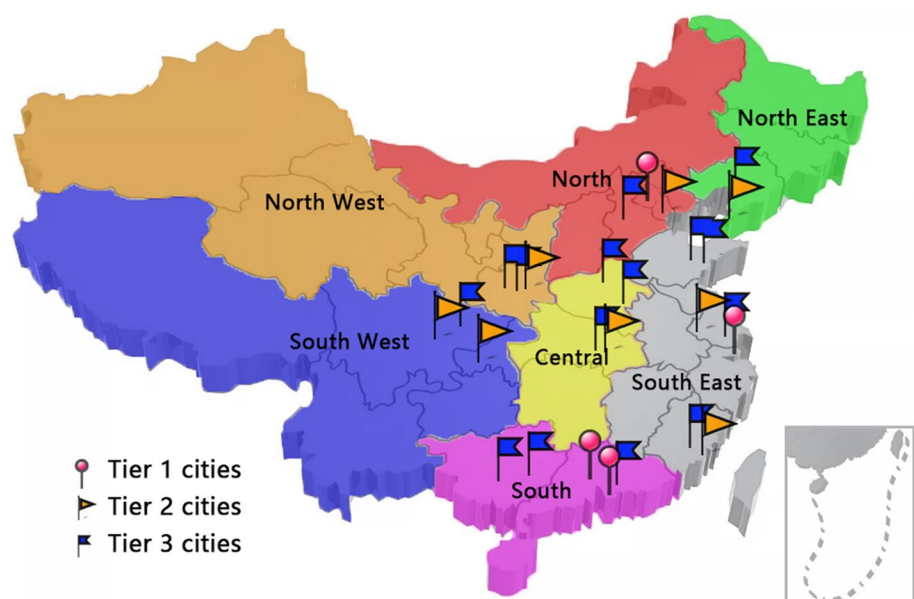 North East
North
North West
South West
Central
South East
South
Tier 1 cities
Tier 2 cities
Tier 3 cities